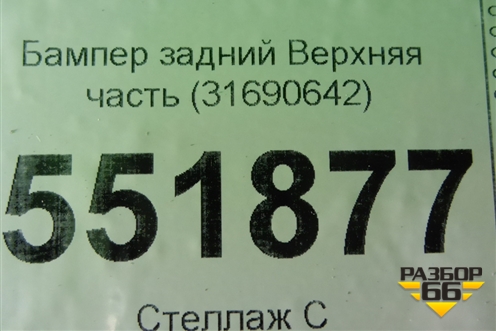 Бампер задний Верхняя
часть (31690642)
551877
Стеллаж С
РАЗБОР
66